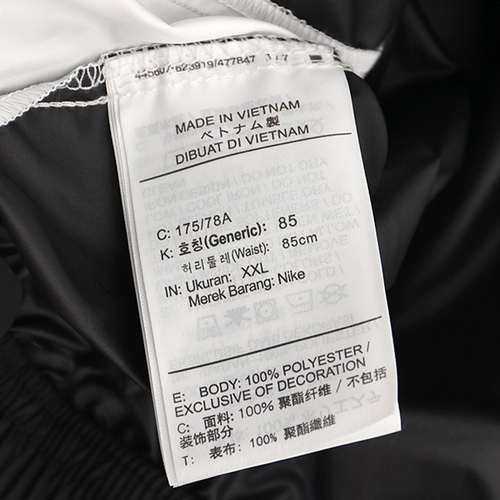 MADE IN VIETNAM
ベトナム製
DIBUAT DI VIETNAM
C: 175/78A
K: 호칭(Generic): 85
허리둘레(Waist): 85cm
IN: Ukuran: XXL
Merek Barang: Nike
E: BODY: 100% POLYESTER /
EXCLUSIVE OF DECORATION
C: 面料: 100% 聚酯纤维 / 不包括
装饰部分
T: 表布: 100% 聚酯纖維